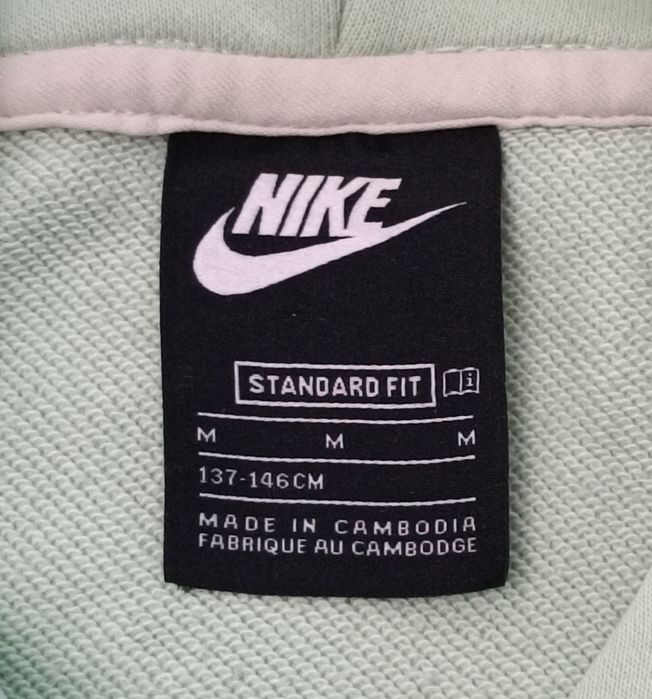 NIKE
STANDARD FIT i
M M M
137-146CM
MADE IN CAMBODIA
FABRIQUE AU CAMBODGE